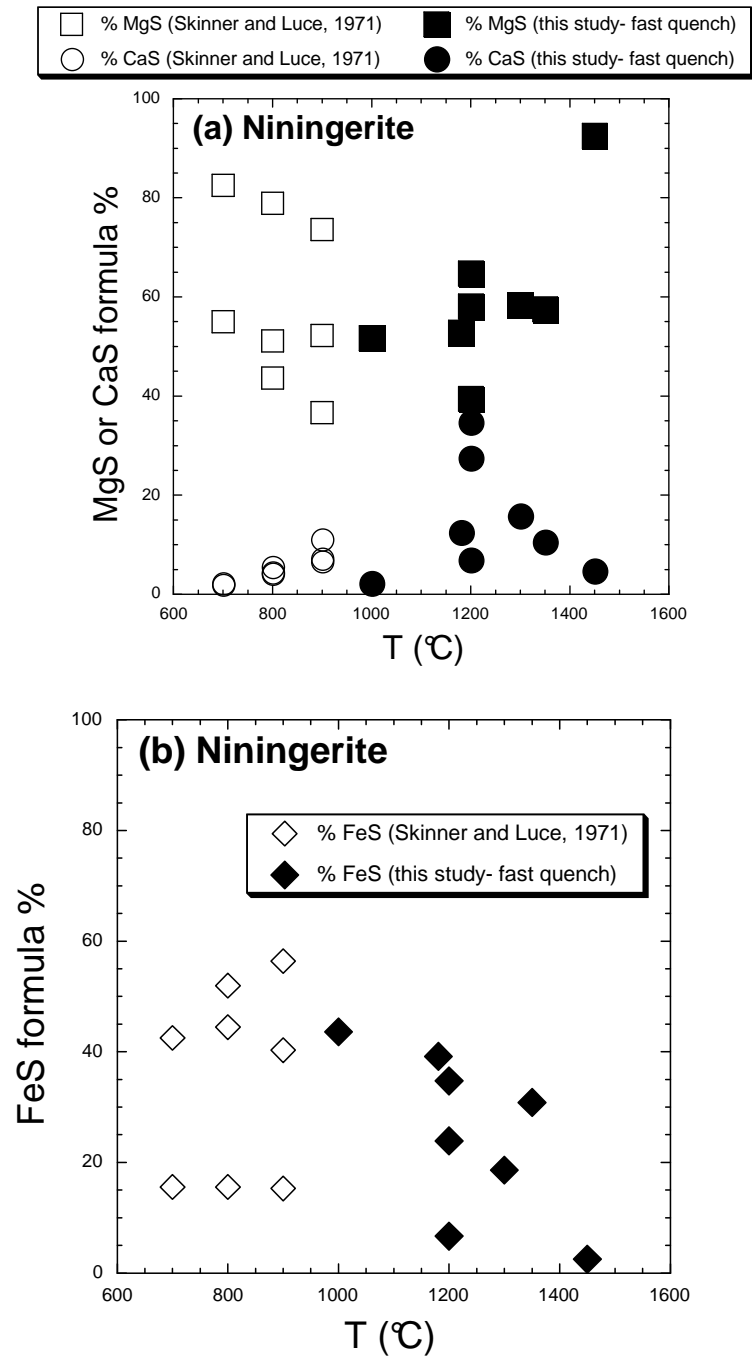 % MgS (Skinner and Luce, 1971) % MgS (this study- fast quench)
% CaS (Skinner and Luce, 1971) % CaS (this study- fast quench)
(a) Niningerite
MgS or CaS formula %
100
80
60
40
20
0
600 800 1000 1200 1400 1600
T (°C)
(b) Niningerite
% FeS (Skinner and Luce, 1971)
% FeS (this study- fast quench)
FeS formula %
100
80
60
40
20
0
600 800 1000 1200 1400 1600
T (°C)